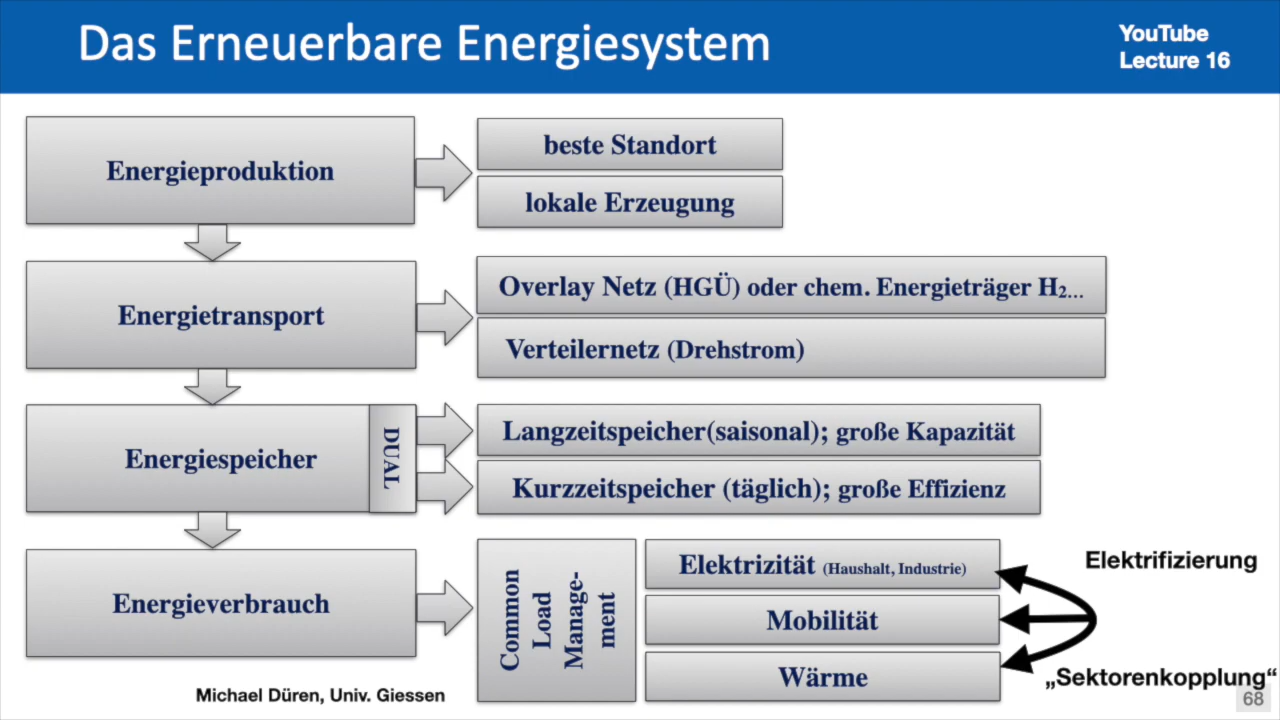 Das Erneuerbare Energiesystem
YouTube
Lecture 16
Energieproduktion
beste Standort
lokale Erzeugung
Energietransport
Overlay Netz (HGÜ) oder chem. Energieträger H₂...
Verteilernetz (Drehstrom)
Energiespeicher
DUAL
Langzeitspeicher(saisonal); große Kapazität
Kurzzeitspeicher (täglich); große Effizienz
Energieverbrauch
Common
Load
Manage-
ment
Elektrizität (Haushalt, Industrie)
Mobilität
Wärme
Elektrifizierung
„Sektorenkopplung“
Michael Düren, Univ. Giessen
68